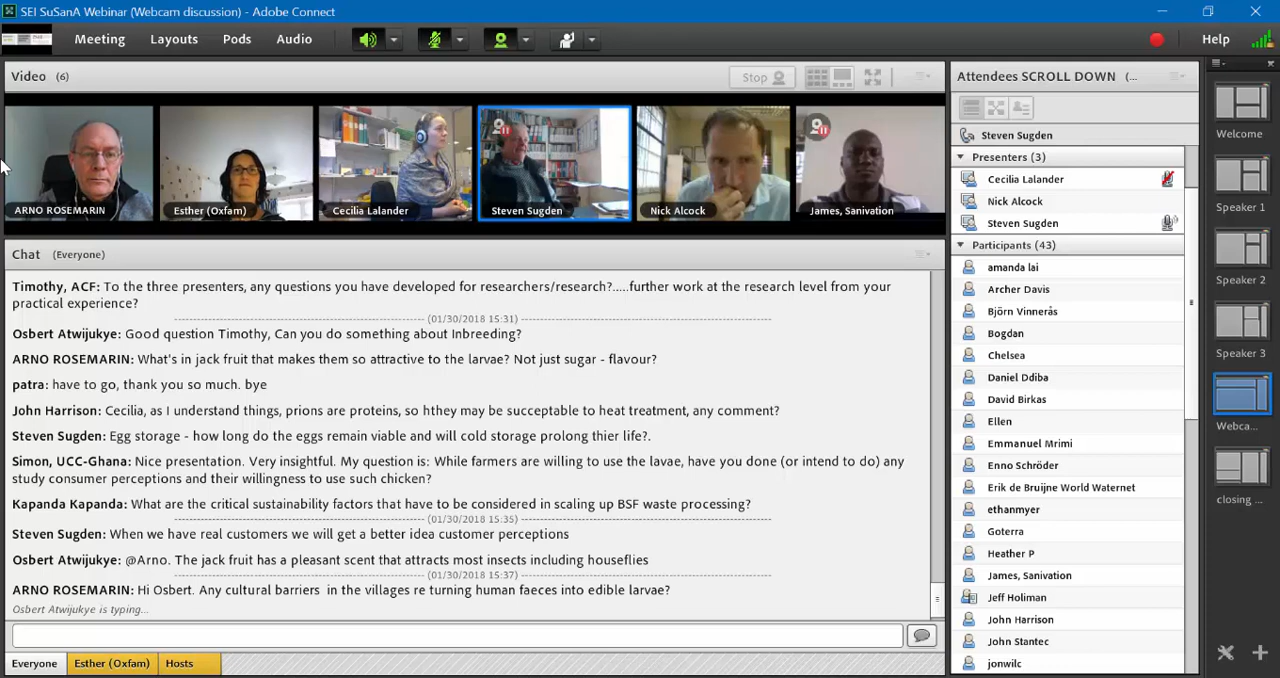 SEI SuSanA Webinar (Webcam discussion) - Adobe Connect
Meeting Layouts Pods Audio Help
Video (6)
Stop
ARNO ROSEMARIN
Esther (Oxfam)
Cecilia Lalander
Steven Sugden
Nick Alcock
James, Sanivation
Chat (Everyone)
Timothy, ACF: To the three presenters, any questions you have developed for researchers/research?.....further work at the research level from your
practical experience?
(01/30/2018 15:31)
Osbert Atwijukye: Good question Timothy, Can you do something about Inbreeding?
ARNO ROSEMARIN: What's in jack fruit that makes them so attractive to the larvae? Not just sugar - flavour?
patra: have to go, thank you so much. bye
John Harrison: Cecilia, as I understand things, prions are proteins, so hthey may be succeptable to heat treatment, any comment?
Steven Sugden: Egg storage - how long do the eggs remain viable and will cold storage prolong thier life?.
Simon, UCC-Ghana: Nice presentation. Very insightful. My question is: While farmers are willing to use the lavae, have you done (or intend to do) any
study consumer perceptions and their willingness to use such chicken?
Kapanda Kapanda: What are the critical sustainability factors that have to be considered in scaling up BSF waste processing?
(01/30/2018 15:35)
Steven Sugden: When we have real customers we will get a better idea customer perceptions
Osbert Atwijukye: @Arno. The jack fruit has a pleasant scent that attracts most insects including houseflies
(01/30/2018 15:37)
ARNO ROSEMARIN: Hi Osbert. Any cultural barriers in the villages re turning human faeces into edible larvae?
Osbert Atwijukye is typing...
Everyone
Esther (Oxfam)
Hosts
Attendees SCROLL DOWN (...
Steven Sugden
Presenters (3)
Cecilia Lalander
Nick Alcock
Steven Sugden
Participants (43)
amanda lai
Archer Davis
Björn Vinnerås
Bogdan
Chelsea
Daniel Ddiba
David Birkas
Ellen
Emmanuel Mrimi
Enno Schröder
Erik de Bruijne World Waternet
ethanmyer
Goterra
Heather P
James, Sanivation
Jeff Holiman
John Harrison
John Stantec
jonwilc
Welcome
Speaker 1
Speaker 2
Speaker 3
Webca...
closing ...